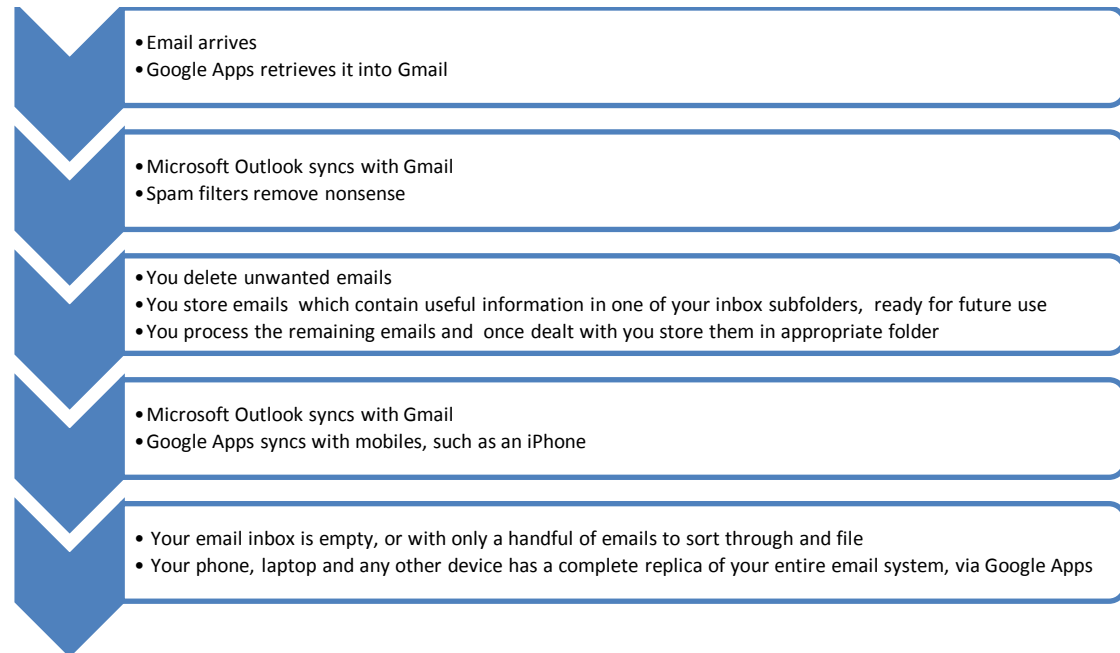 •Email arrives
•Google Apps retrieves it into Gmail
•Microsoft Outlook syncs with Gmail
•Spam filters remove nonsense
•You delete unwanted emails
•You store emails which contain useful information in one of your inbox subfolders, ready for future use
•You process the remaining emails and once dealt with you store them in appropriate folder
•Microsoft Outlook syncs with Gmail
•Google Apps syncs with mobiles, such as an iPhone
• Your email inbox is empty, or with only a handful of emails to sort through and file
• Your phone, laptop and any other device has a complete replica of your entire email system, via Google Apps